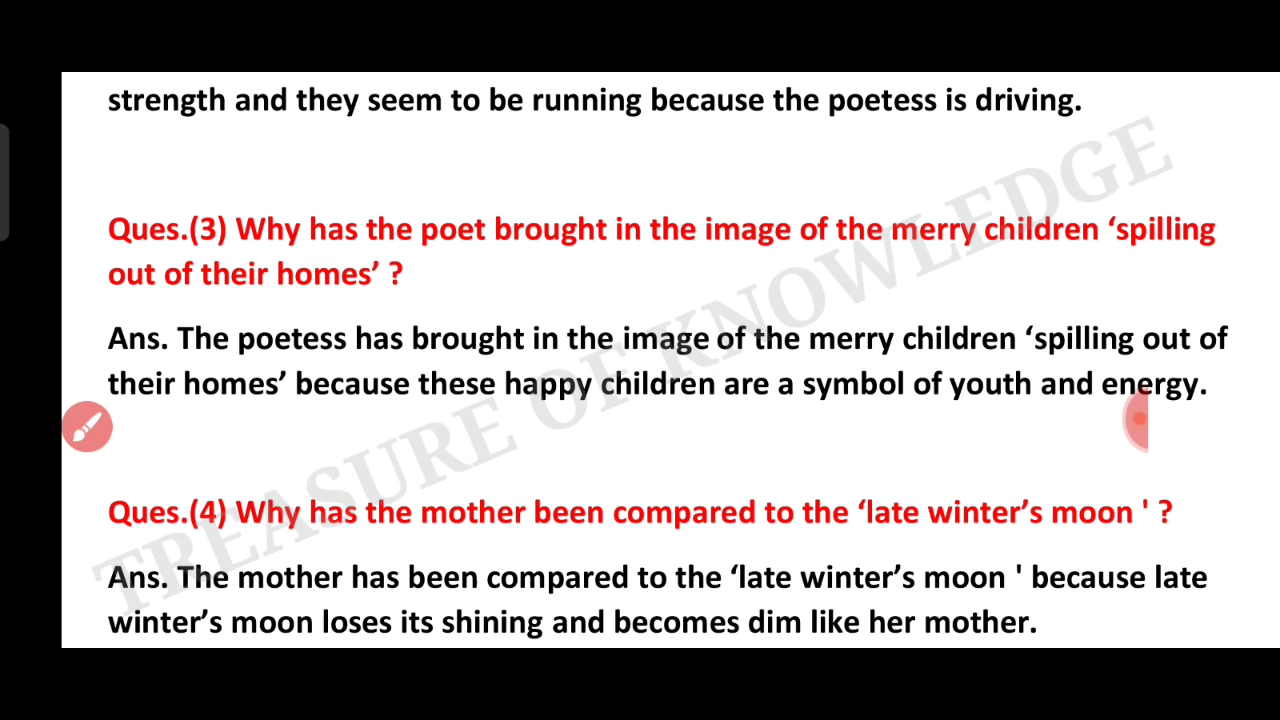 strength and they seem to be running because the poetess is driving.
Ques.(3) Why has the poet brought in the image of the merry children ‘spilling
out of their homes’ ?
Ans. The poetess has brought in the image of the merry children ‘spilling out of
their homes’ because these happy children are a symbol of youth and energy.
Ques.(4) Why has the mother been compared to the ‘late winter’s moon ' ?
Ans. The mother has been compared to the ‘late winter’s moon ' because late
winter’s moon loses its shining and becomes dim like her mother.
TREASURE OF KNOWLEDGE